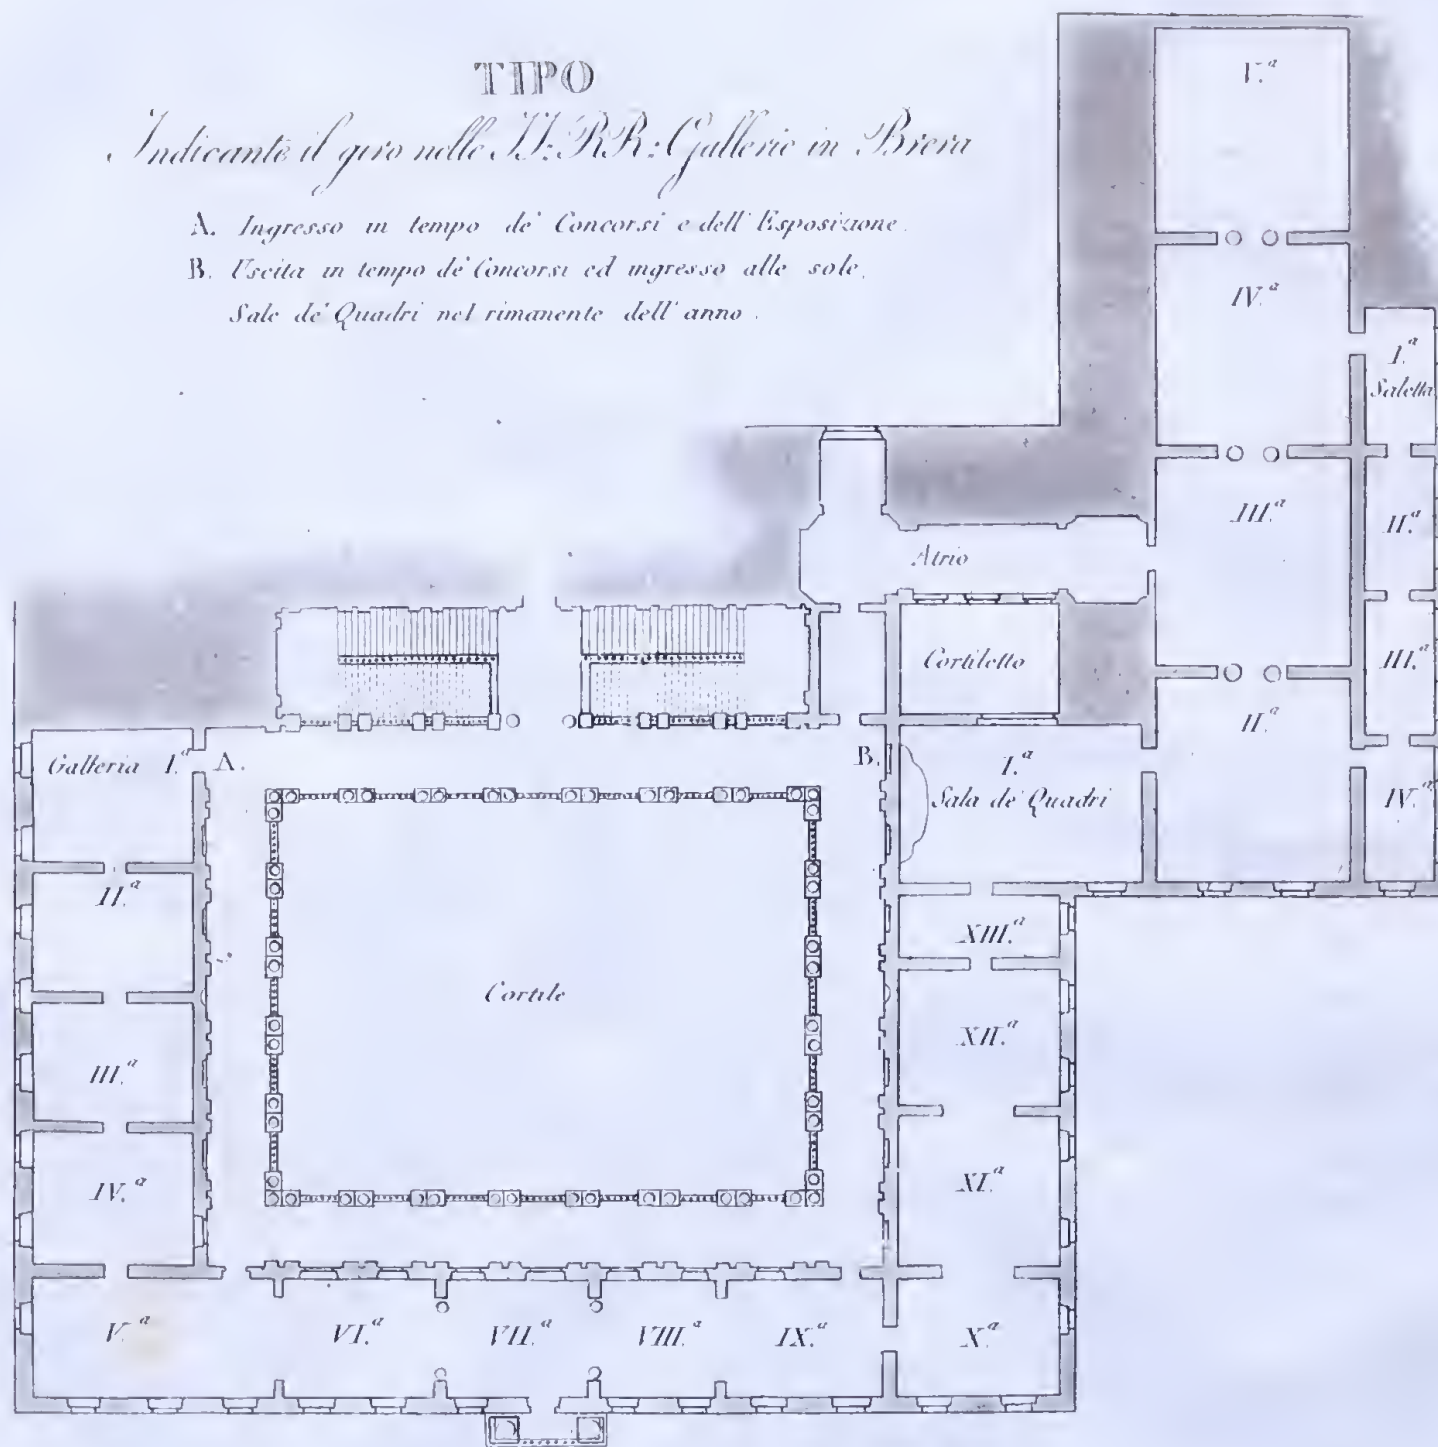 TIPO
Indicante il giro nelle II: RR: Gallerie in Brera
A. Ingresso in tempo de' Concorsi e dell' Esposizione.
B. Uscita in tempo de' Concorsi ed ingresso alle sole
Sale de' Quadri nel rimanente dell' anno.
V.ª
IV.ª
I.ª
Saletta
III.ª
II.ª
Atrio
Cortiletto
III.ª
II.ª
Galleria I.ª
A.
B.
I.ª
Sala de' Quadri
IV.ª
II.ª
XIII.ª
Cortile
III.ª
XII.ª
IV.ª
XI.ª
V.ª
VI.ª
VII.ª
VIII.ª
IX.ª
X.ª